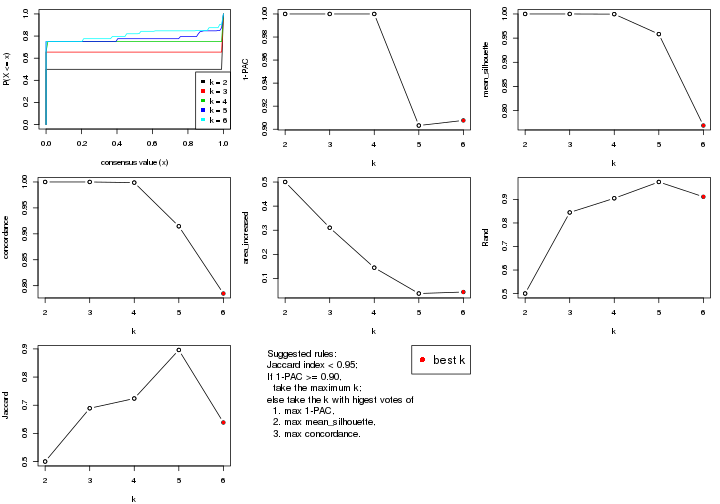 P(X <= x)
0.0 0.2 0.4 0.6 0.8 1.0
k = 2
k = 3
k = 4
k = 5
k = 6
0.0 0.2 0.4 0.6 0.8 1.0
consensus value (x)
1-PAC
0.90 0.92 0.94 0.96 0.98 1.00
2 3 4 5 6
k
mean_silhouette
0.80 0.85 0.90 0.95 1.00
2 3 4 5 6
k
concordance
0.80 0.85 0.90 0.95 1.00
2 3 4 5 6
k
area_increased
0.1 0.2 0.3 0.4 0.5
2 3 4 5 6
k
Rand
0.5 0.6 0.7 0.8 0.9
2 3 4 5 6
k
Jaccard
0.5 0.6 0.7 0.8 0.9
2 3 4 5 6
k
Suggested rules:
Jaccard index < 0.95;
If 1-PAC >= 0.90,
take the maximum k;
else take the k with higest votes of
1. max 1-PAC,
2. max mean_silhouette,
3. max concordance.
best k